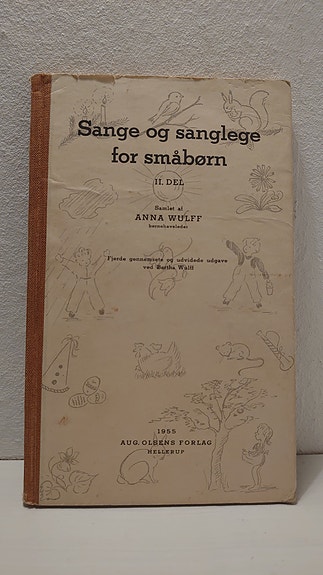 Sange og sanglege
for småbørn
II. DEL
Samlet af
ANNA WULFF
børnehaveleder
Fjerde gennemsete og udvidede udgave
ved Bertha Wulff
1955
AUG. OLSENS FORLAG
HELLERUP